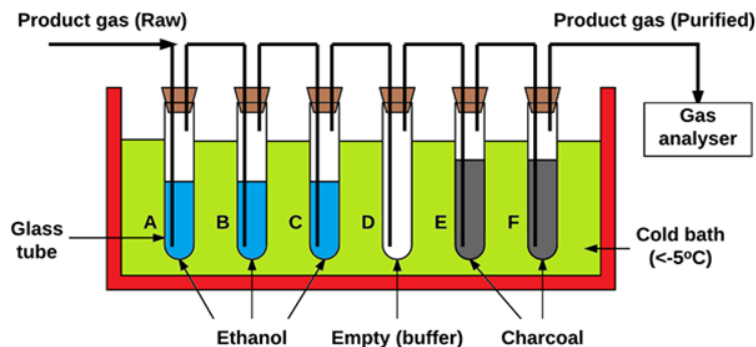 Product gas (Raw)
Product gas (Purified)
Gas
analyser
A
B
C
D
E
F
Glass
tube
Cold bath
(<-5ºC)
Ethanol
Empty (buffer)
Charcoal